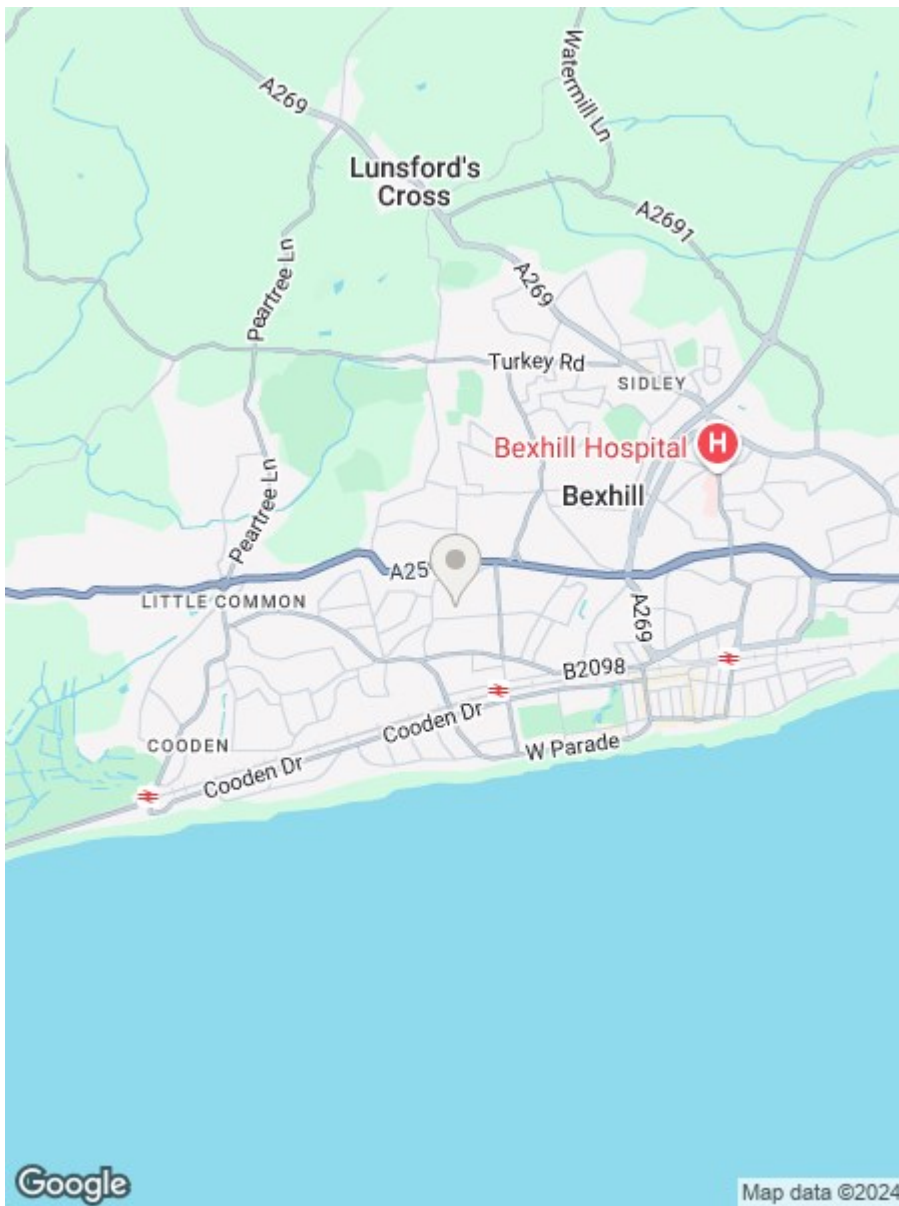 Watermill Ln
A269
Lunsford's
Cross
A2691
Peartree Ln
A269
Turkey Rd
SIDLEY
Bexhill Hospital
H
Bexhill
Peartree Ln
A25
LITTLE COMMON
A269
B2098
Cooden Dr
COODEN
W Parade
Cooden Dr
Google
Map data ©2024